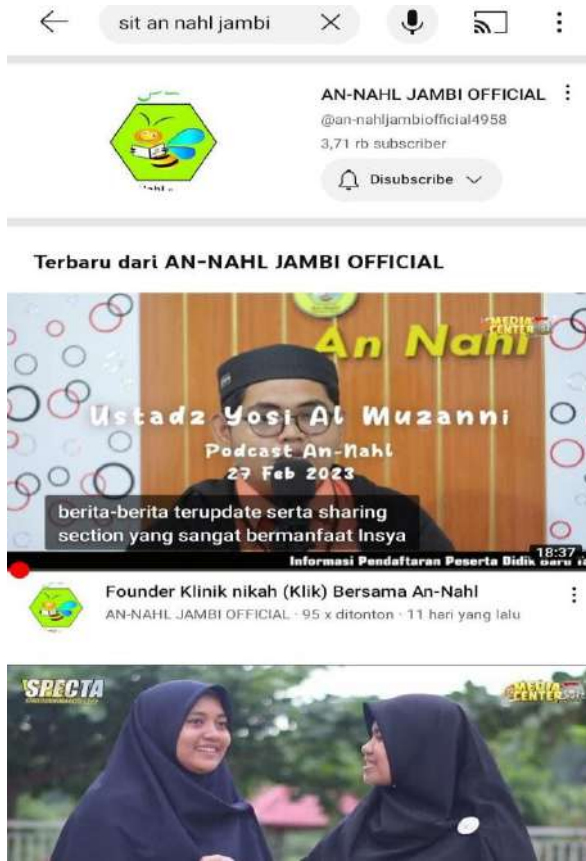 sit an nahl jambi
AN-NAHL JAMBI OFFICIAL
@an-nahljambiofficial4958
3,71 rb subscriber
Disubscribe
Terbaru dari AN-NAHL JAMBI OFFICIAL
MEDIA
CENTER
An Nahl
Ustadz Yosi Al Muzanni
Podcast An-Nahl
27 Feb 2023
berita-berita terupdate serta sharing
section yang sangat bermanfaat Insya
18:37
Informasi Pendaftaran Peserta Didik Baru
Founder Klinik nikah (Klik) Bersama An-Nahl
AN-NAHL JAMBI OFFICIAL · 95 x ditonton · 11 hari yang lalu
SPECTA
MEDIA
CENTER